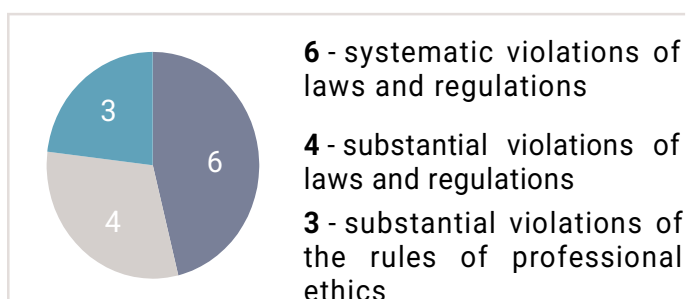 3
6
4
6 - systematic violations of
laws and regulations
4 - substantial violations of
laws and regulations
3 - substantial violations of
the rules of professional
ethics